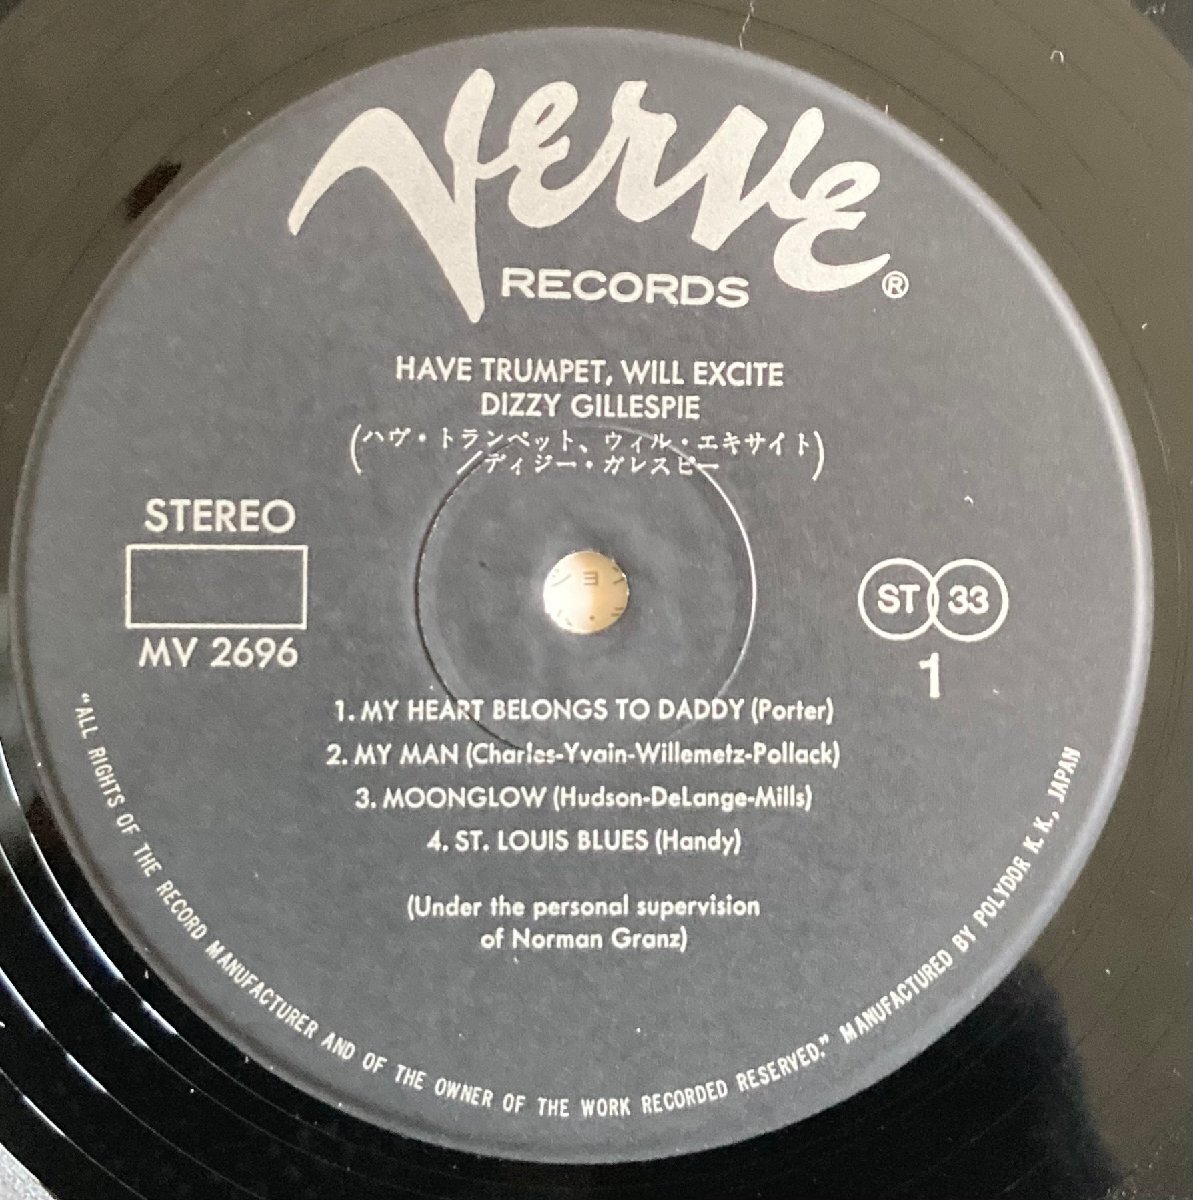 Verve
RECORDS ®
HAVE TRUMPET, WILL EXCITE
DIZZY GILLESPIE
(ハヴ・トランペット、ウィル・エキサイト
／ディジー・ガレスピー)
STEREO
MV 2696
ST 33
1
1. MY HEART BELONGS TO DADDY (Porter)
2. MY MAN (Charles-Yvain-Willemetz-Pollack)
3. MOONGLOW (Hudson-DeLange-Mills)
4. ST. LOUIS BLUES (Handy)
(Under the personal supervision
of Norman Granz)
"ALL RIGHTS OF THE RECORD MANUFACTURER AND OF THE OWNER OF THE WORK RECORDED RESERVED." MANUFACTURED BY POLYDOR K. K., JAPAN